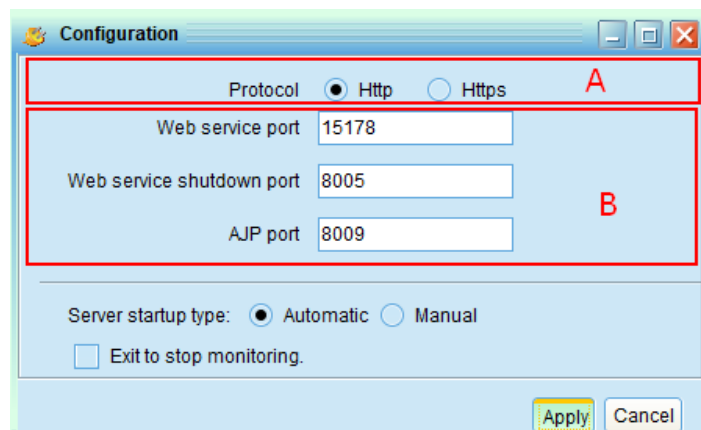 Configuration
Protocol Http Https A
Web service port 15178
Web service shutdown port 8005
B
AJP port 8009
Server startup type: Automatic Manual
Exit to stop monitoring.
Apply Cancel